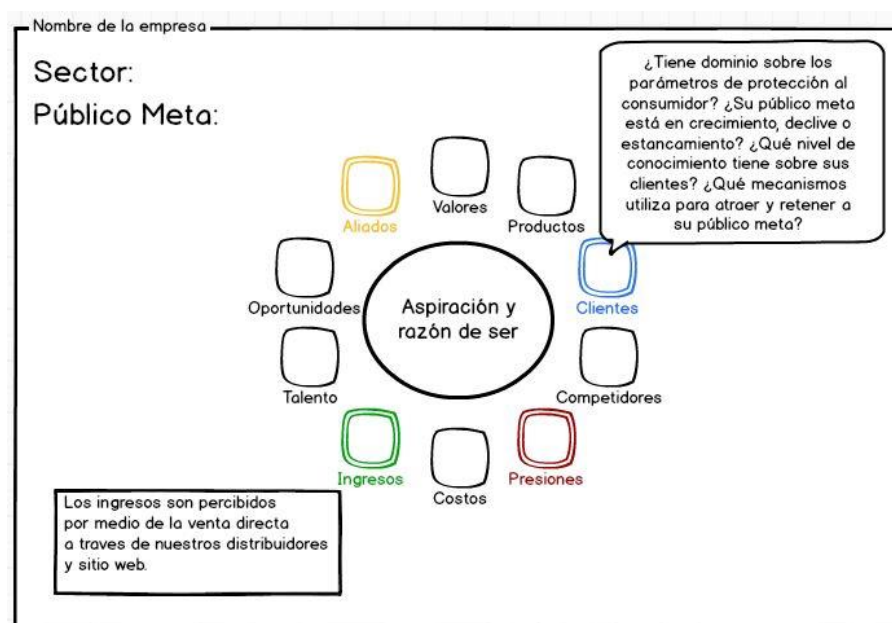 Nombre de la empresa
Sector:
Público Meta:
¿Tiene dominio sobre los
parámetros de protección al
consumidor? ¿Su público meta
está en crecimiento, declive o
estancamiento? ¿Qué nivel de
conocimiento tiene sobre sus
clientes? ¿Qué mecanismos
utiliza para atraer y retener a
su público meta?
Aliados
Valores
Productos
Oportunidades
Clientes
Aspiración y
razón de ser
Talento
Competidores
Ingresos
Costos
Presiones
Los ingresos son percibidos
por medio de la venta directa
a traves de nuestros distribuidores
y sitio web.